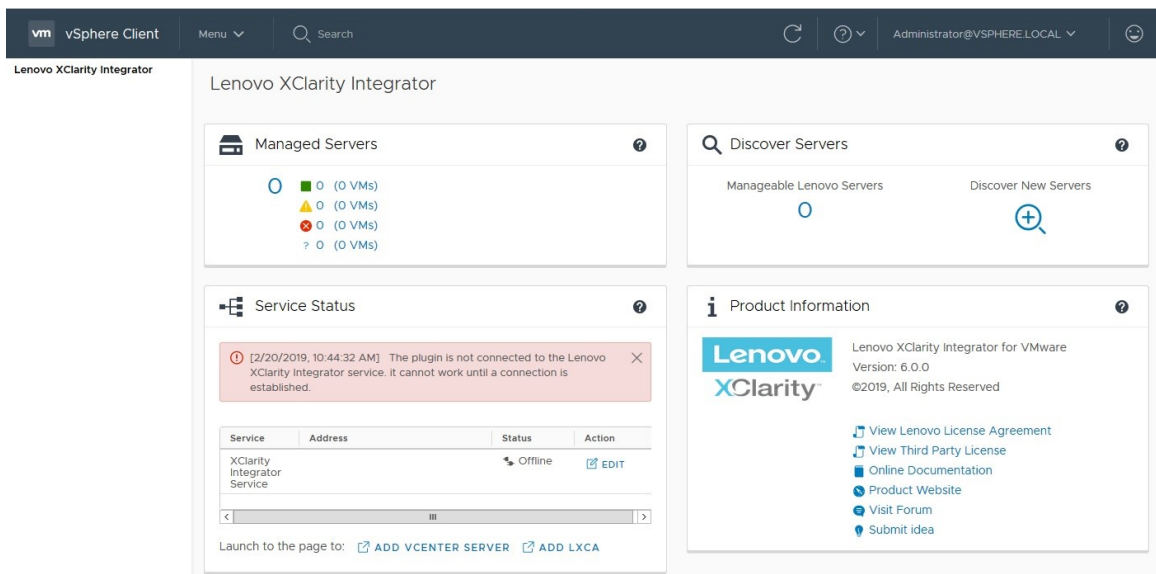 vm vSphere Client Menu Search Administrator@VSPHERE.LOCAL
Lenovo XClarity Integrator
Lenovo XClarity Integrator
Managed Servers
0
0 (0 VMs)
0 (0 VMs)
0 (0 VMs)
? 0 (0 VMs)
Discover Servers
Manageable Lenovo Servers
0
Discover New Servers
Service Status
[2/20/2019, 10:44:32 AM] The plugin is not connected to the Lenovo
XClarity Integrator service. it cannot work until a connection is
established.
Service Address Status Action
XClarity
Integrator
Service
Offline EDIT
Launch to the page to: ADD VCENTER SERVER ADD LXCA
Product Information
Lenovo.
XClarity™
Lenovo XClarity Integrator for VMware
Version: 6.0.0
©2019, All Rights Reserved
View Lenovo License Agreement
View Third Party License
Online Documentation
Product Website
Visit Forum
Submit idea